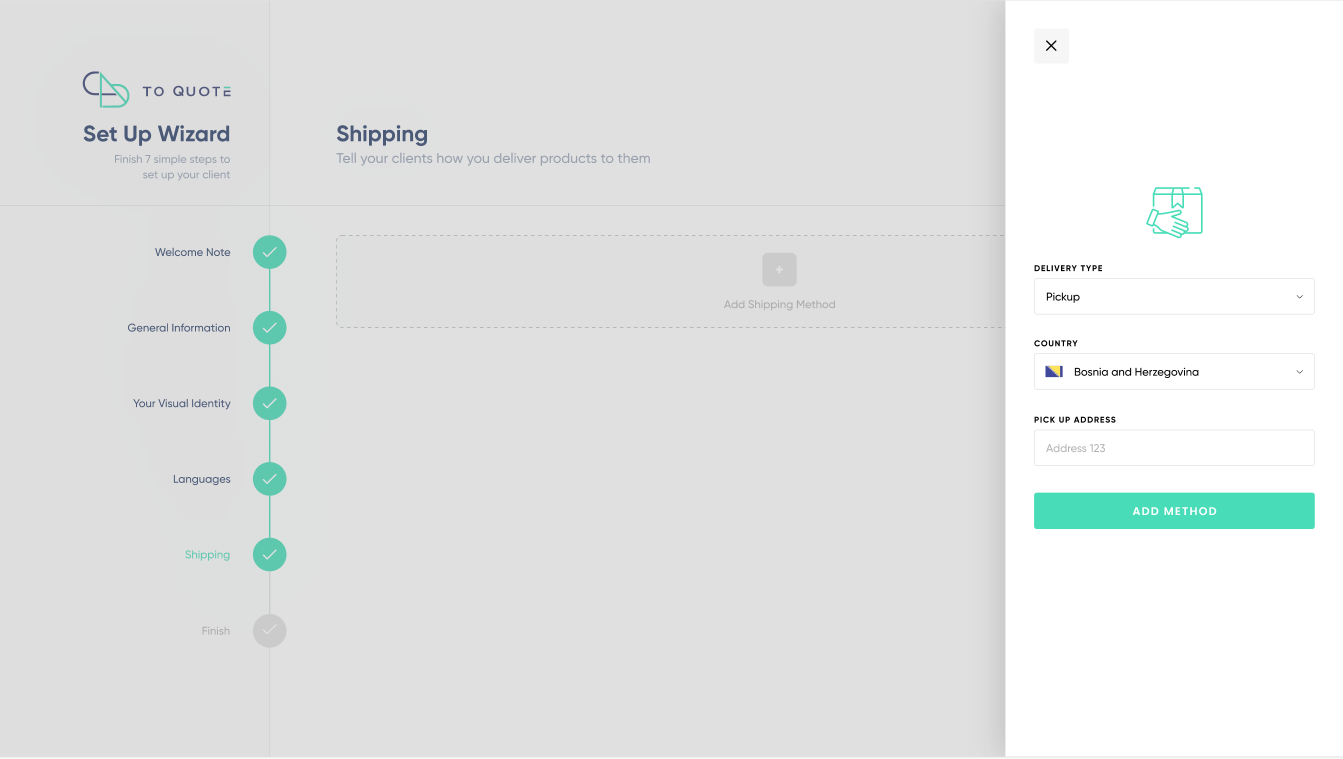 TO QUOTE
Set Up Wizard
Finish 7 simple steps to
set up your client
Shipping
Tell your clients how you deliver products to them
Welcome Note
General Information
Your Visual Identity
Languages
Shipping
Finish
+
Add Shipping Method
DELIVERY TYPE
Pickup
COUNTRY
Bosnia and Herzegovina
PICK UP ADDRESS
Address 123
ADD METHOD